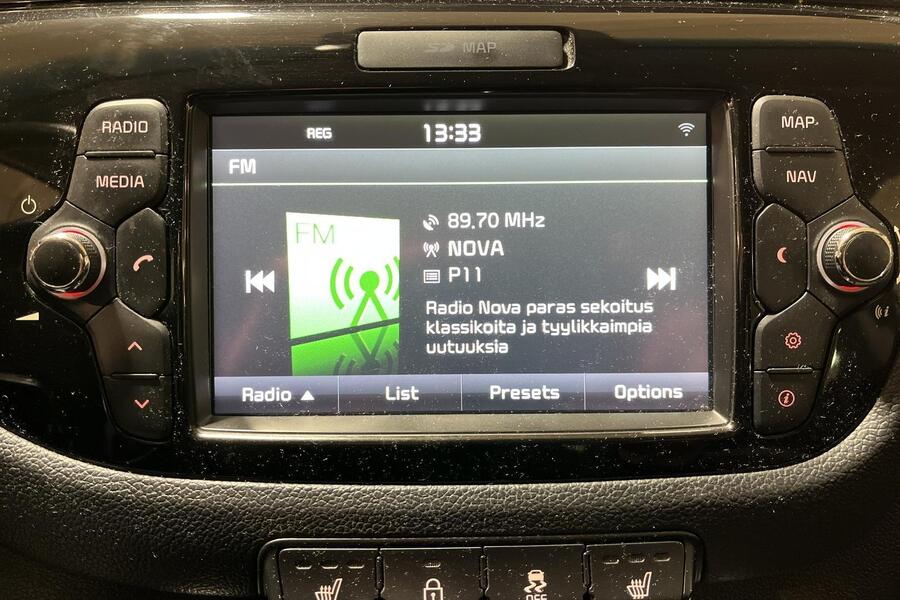 SD MAP
RADIO
MEDIA
MAP
NAV
REG 13:33
FM
FM
89.70 MHz
NOVA
P11
Radio Nova paras sekoitus
klassikoita ja tyylikkäimpia
uutuuksia
Radio List Presets Options
OFF